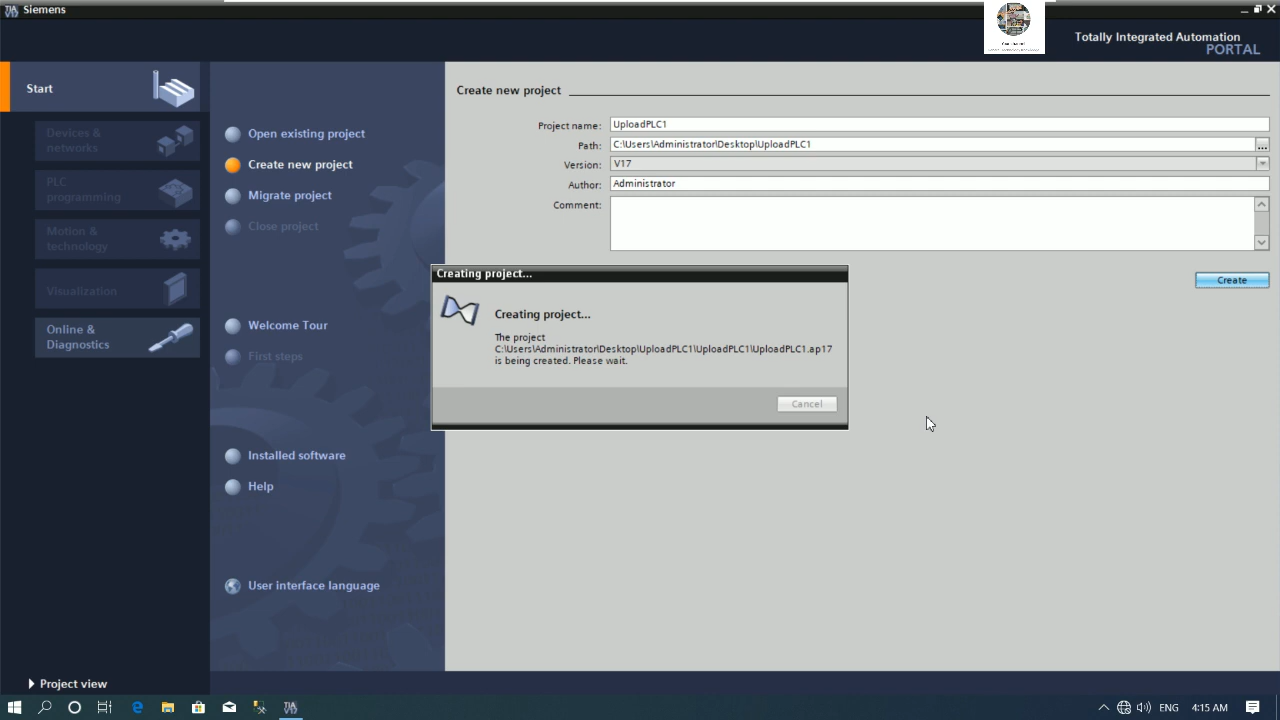 Siemens
Totally Integrated Automation
PORTAL
Start
Devices &
networks
PLC
programming
Motion &
technology
Visualization
Online &
Diagnostics
Open existing project
Create new project
Migrate project
Close project
Welcome Tour
First steps
Installed software
Help
User interface language
Create new project
Project name: UploadPLC1
Path: C:\Users\Administrator\Desktop\UploadPLC1
...
Version: V17
Author: Administrator
Comment:
Create
Creating project...
Creating project...
The project
C:\Users\Administrator\Desktop\UploadPLC1\UploadPLC1\UploadPLC1.ap17
is being created. Please wait.
Cancel
Project view
ENG
4:15 AM